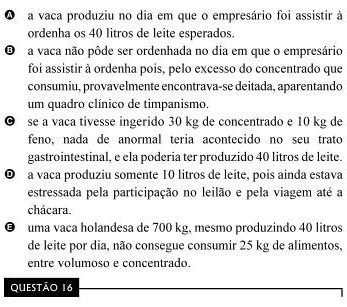 A a vaca produziu no dia em que o empresário foi assistir à
ordenha os 40 litros de leite esperados.
B a vaca não pôde ser ordenhada no dia em que o empresário
foi assistir à ordenha pois, pelo excesso do concentrado que
consumiu, provavelmente encontrava-se deitada, aparentando
um quadro clínico de timpanismo.
C se a vaca tivesse ingerido 30 kg de concentrado e 10 kg de
feno, nada de anormal teria acontecido no seu trato
gastrointestinal, e ela poderia ter produzido 40 litros de leite.
D a vaca produziu somente 10 litros de leite, pois ainda estava
estressada pela participação no leilão e pela viagem até a
chácara.
E uma vaca holandesa de 700 kg, mesmo produzindo 40 litros
de leite por dia, não consegue consumir 25 kg de alimentos,
entre volumoso e concentrado.
QUESTÃO 16